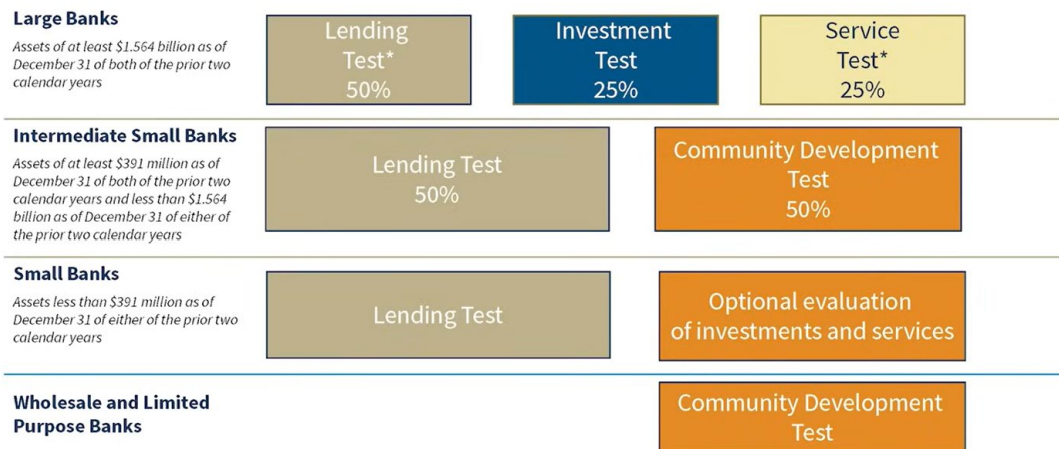 Large Banks
Assets of at least $1.564 billion as of
December 31 of both of the prior two
calendar years
Lending
Test*
50%
Investment
Test
25%
Service
Test*
25%
Intermediate Small Banks
Assets of at least $391 million as of
December 31 of both of the prior two
calendar years and less than $1.564
billion as of December 31 of either of
the prior two calendar years
Lending Test
50%
Community Development
Test
50%
Small Banks
Assets less than $391 million as of
December 31 of either of the prior two
calendar years
Lending Test
Optional evaluation
of investments and services
Wholesale and Limited
Purpose Banks
Community Development
Test